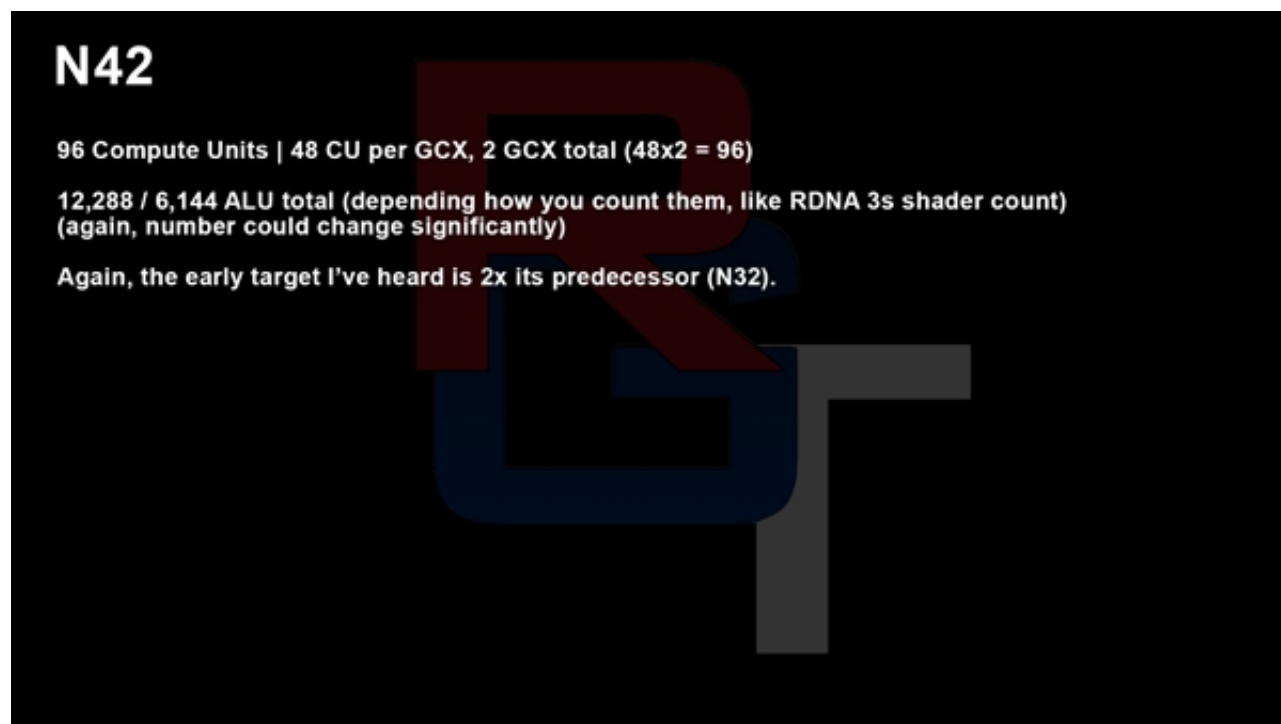 N42
96 Compute Units | 48 CU per GCX, 2 GCX total (48x2 = 96)
12,288 / 6,144 ALU total (depending how you count them, like RDNA 3s shader count)
(again, number could change significantly)
Again, the early target I've heard is 2x its predecessor (N32).
RGT